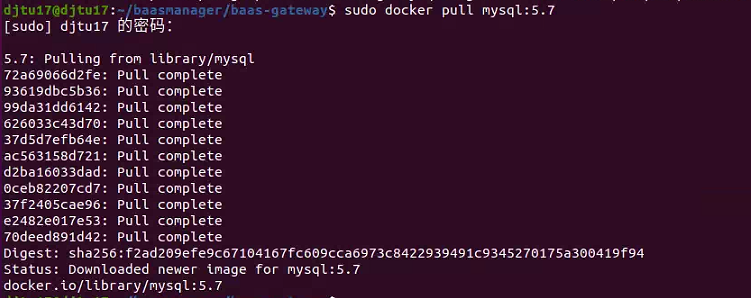 djtu17@djtu17:~/baasmanager/baas-gateway$ sudo docker pull mysql:5.7
[sudo] djtu17 的密码：
5.7: Pulling from library/mysql
72a69066d2fe: Pull complete
93619dbc5b36: Pull complete
99da31dd6142: Pull complete
626033c43d70: Pull complete
37d5d7efb64e: Pull complete
ac563158d721: Pull complete
d2ba16033dad: Pull complete
0ceb82207cd7: Pull complete
37f2405cae96: Pull complete
e2482e017e53: Pull complete
70deed891d42: Pull complete
Digest: sha256:f2ad209efe9c67104167fc609cca6973c8422939491c9345270175a300419f94
Status: Downloaded newer image for mysql:5.7
docker.io/library/mysql:5.7